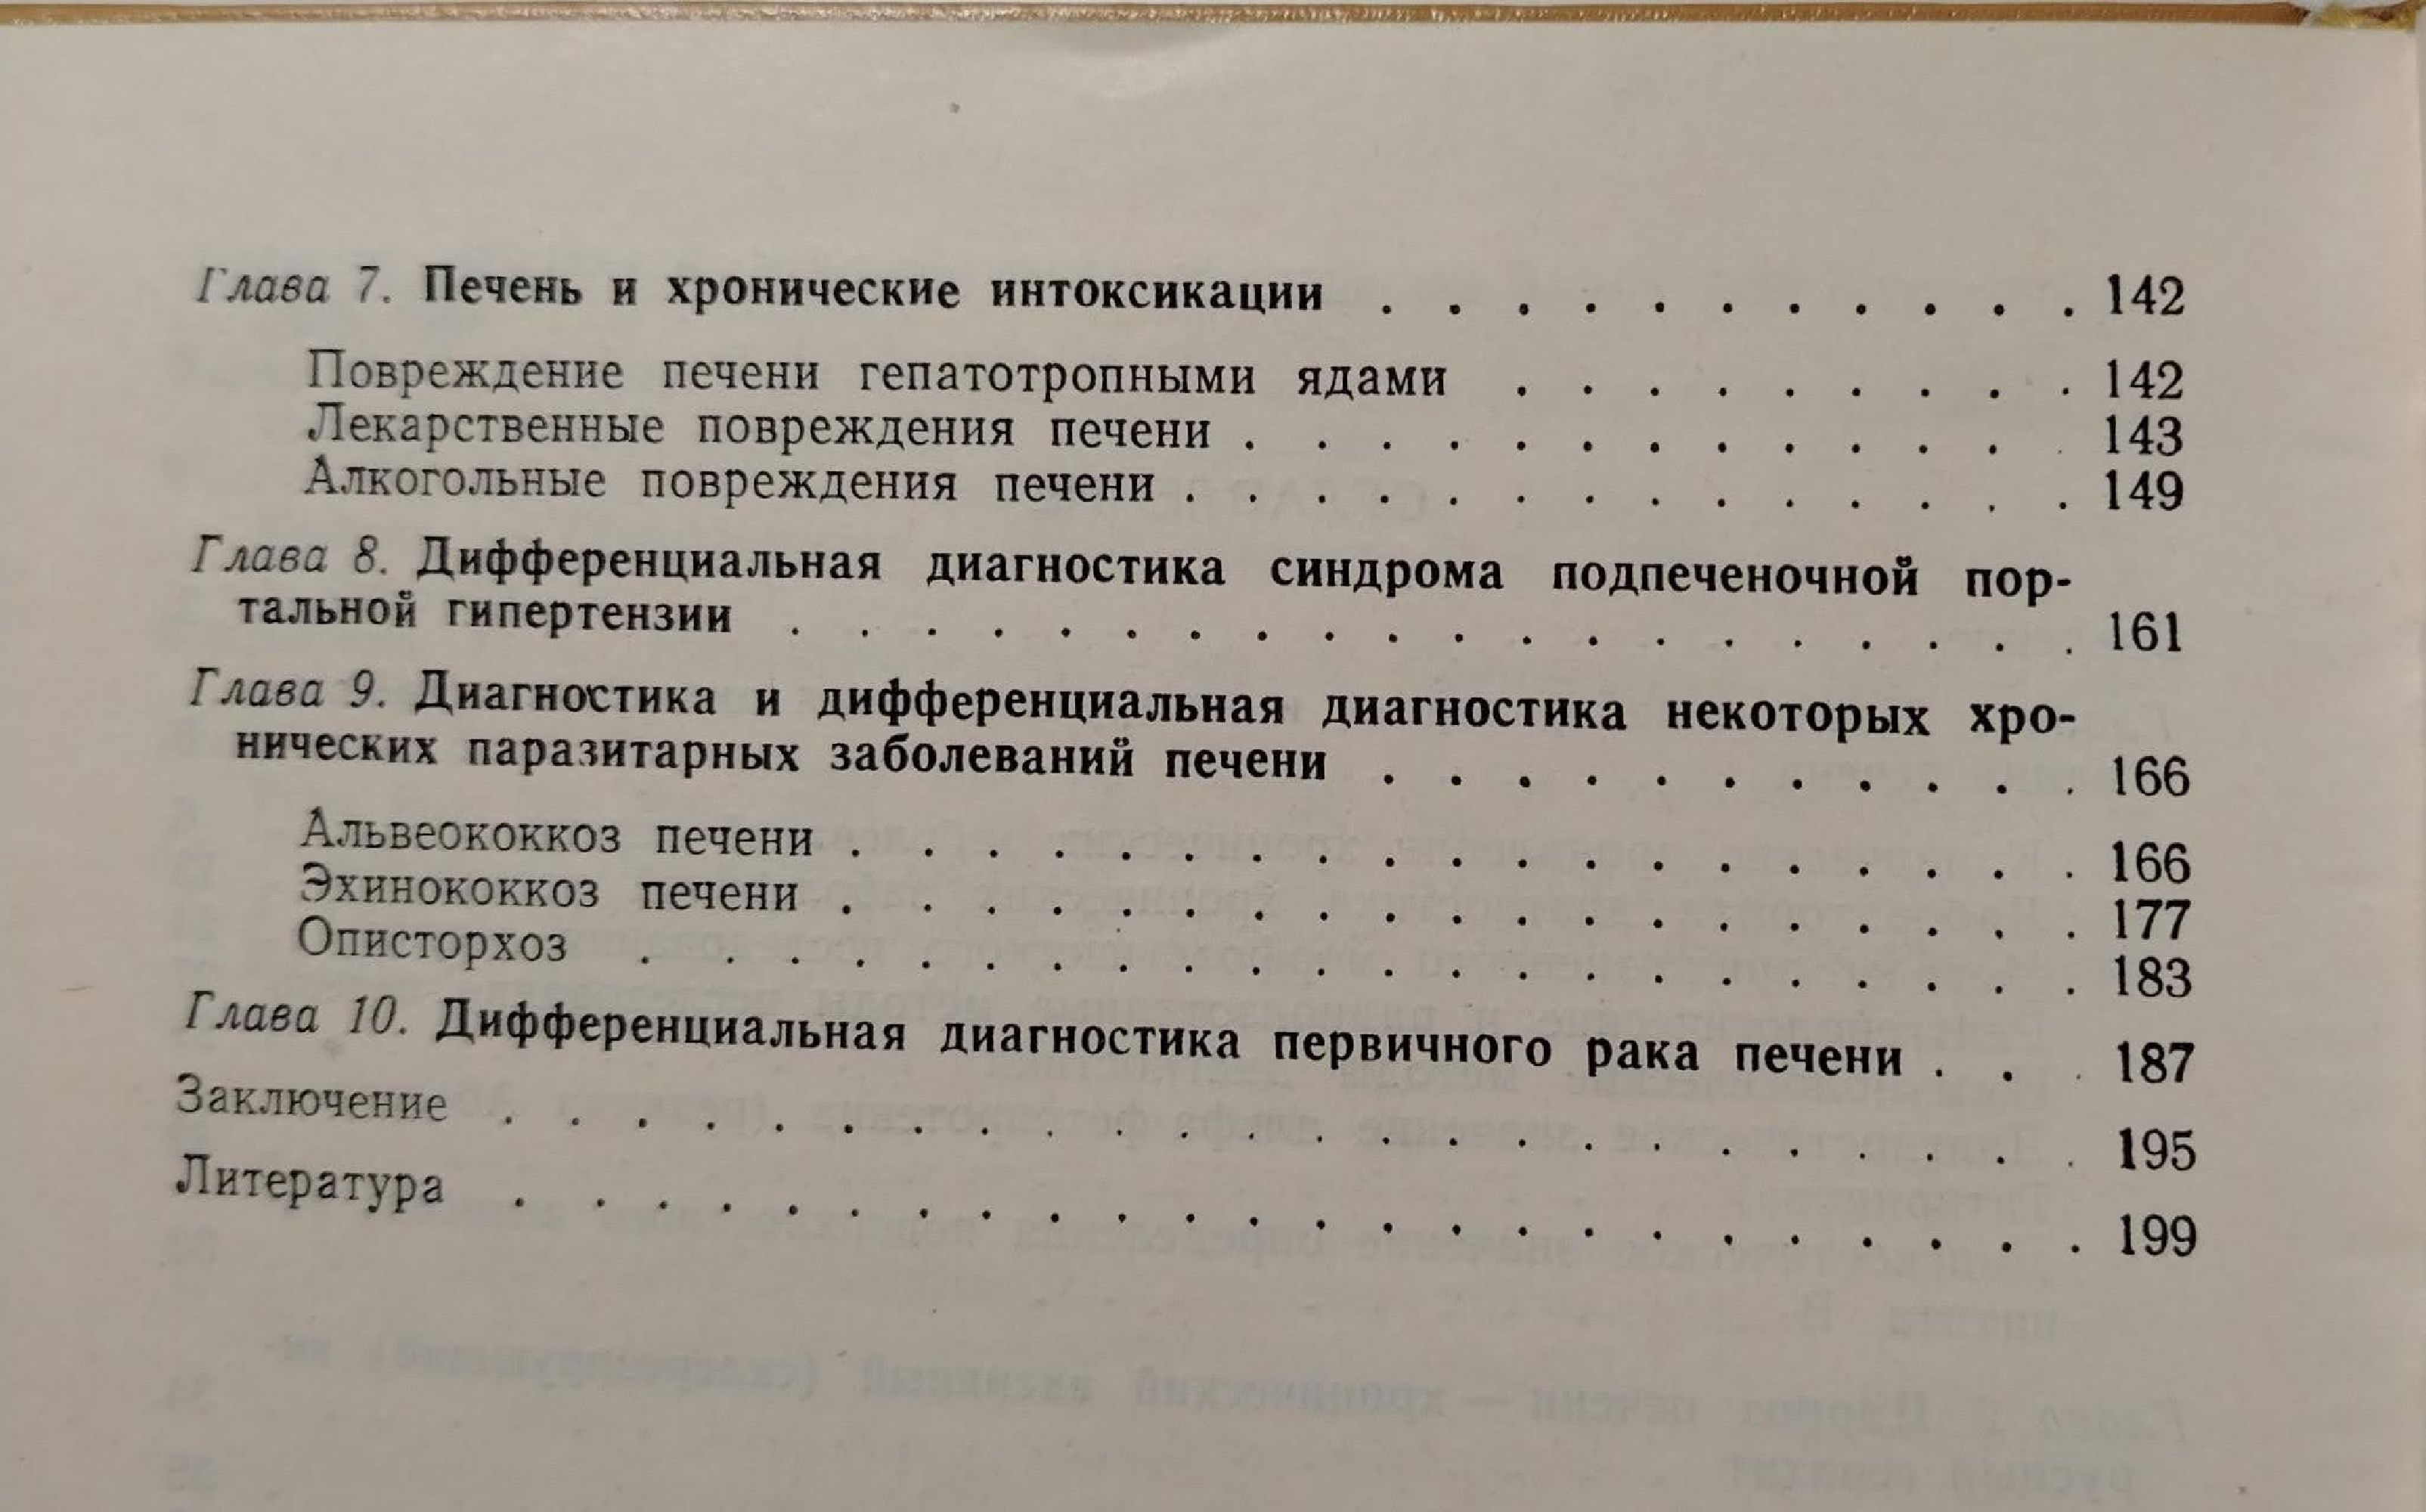 Глава 7. Печень и хронические интоксикации . . . . . . . . . . . 142
Повреждение печени гепатотропными ядами . . . . . . . . . 142
Лекарственные повреждения печени . . . . . . . . . . . . . 143
Алкогольные повреждения печени . . . . . . . . . . . . . . 149
Глава 8. Дифференциальная диагностика синдрома подпеченочной пор-
тальной гипертензии . . . . . . . . . . . . . . . . . . . . 161
Глава 9. Диагностика и дифференциальная диагностика некоторых хро-
нических паразитарных заболеваний печени . . . . . . . . . . . 166
Альвеококкоз печени . . . . . . . . . . . . . . . . . . . 166
Эхинококкоз печени . . . . . . . . . . . . . . . . . . . 177
Описторхоз . . . . . . . . . . . . . . . . . . . . . . 183
Глава 10. Дифференциальная диагностика первичного рака печени . . . 187
Заключение . . . . . . . . . . . . . . . . . . . . . . . . 195
Литература . . . . . . . . . . . . . . . . . . . . . . . . 199